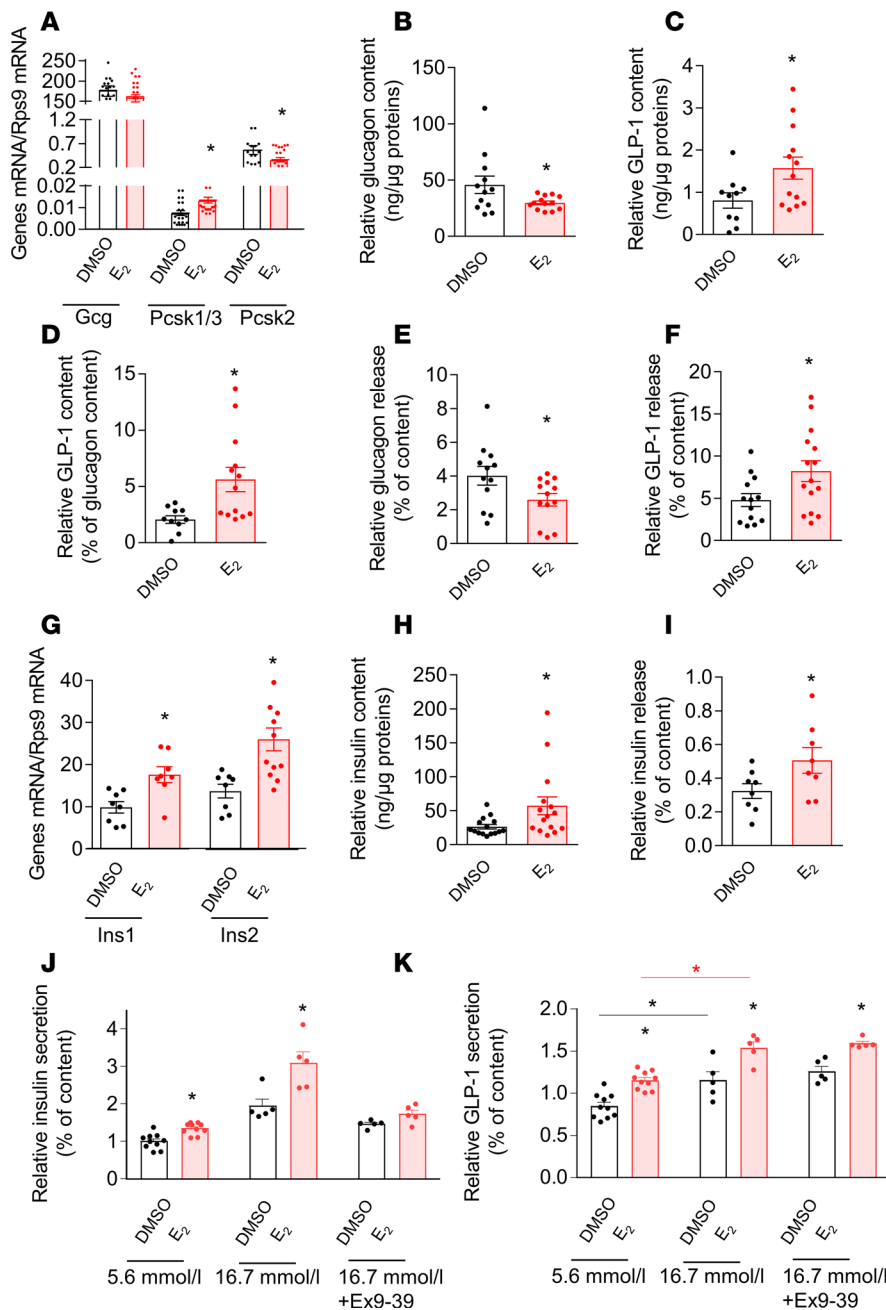 A
Genes mRNA/Rps9 mRNA
250
200
150
1.2
0.7
0.2
0.02
0.01
0.00
*
*
DMSO
E2
DMSO
E2
DMSO
E2
Gcg
Pcsk1/3
Pcsk2
B
Relative glucagon content
(ng/µg proteins)
150
100
50
0
*
DMSO
E2
C
Relative GLP-1 content
(ng/µg proteins)
4
3
2
1
0
*
DMSO
E2
D
Relative GLP-1 content
(% of glucagon content)
15
10
5
0
*
DMSO
E2
E
Relative glucagon release
(% of content)
10
8
6
4
2
0
*
DMSO
E2
F
Relative GLP-1 release
(% of content)
20
15
10
5
0
*
DMSO
E2
G
Genes mRNA/Rps9 mRNA
40
30
20
10
0
*
*
DMSO
E2
DMSO
E2
Ins1
Ins2
H
Relative insulin content
(ng/µg proteins)
250
200
150
100
50
0
*
DMSO
E2
I
Relative insulin release
(% of content)
1.0
0.8
0.6
0.4
0.2
0.0
*
DMSO
E2
J
Relative insulin secretion
(% of content)
4
3
2
1
0
*
*
DMSO
E2
DMSO
E2
DMSO
E2
5.6 mmol/l
16.7 mmol/l
16.7 mmol/l
+Ex9-39
K
Relative GLP-1 secretion
(% of content)
2.0
1.5
1.0
0.5
0.0
*
*
*
*
*
DMSO
E2
DMSO
E2
DMSO
E2
5.6 mmol/l
16.7 mmol/l
16.7 mmol/l
+Ex9-39